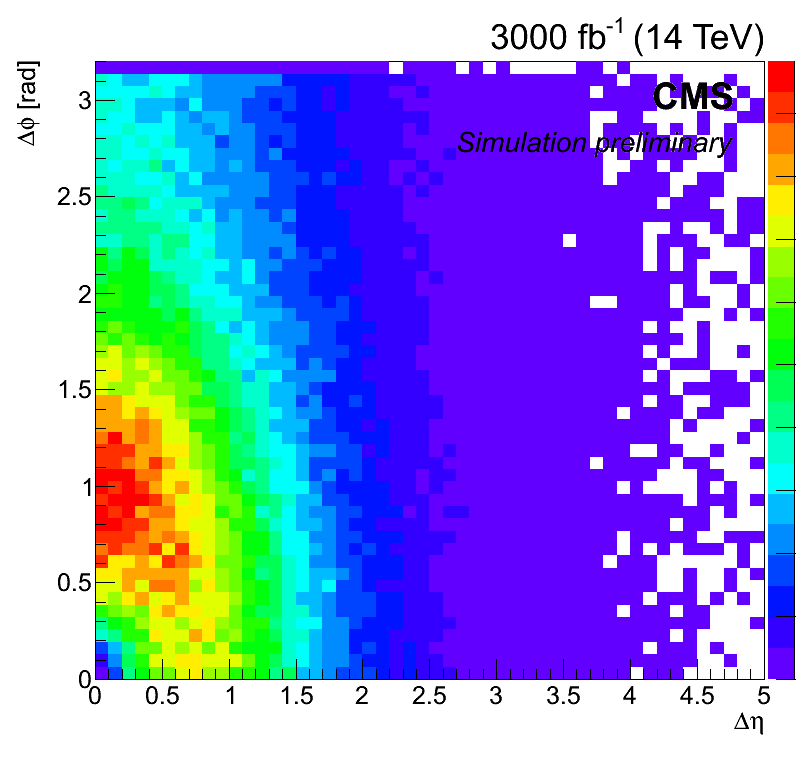 3000 fb⁻¹ (14 TeV)
CMS
Simulation preliminary
Δϕ [rad]
3
2.5
2
1.5
1
0.5
0
0 0.5 1 1.5 2 2.5 3 3.5 4 4.5 5
Δη